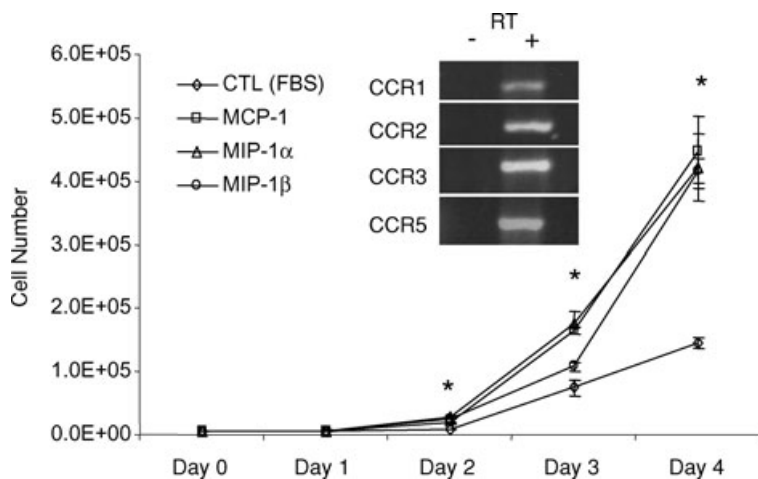 RT
- +
6.0E+05
5.0E+05
4.0E+05
3.0E+05
2.0E+05
1.0E+05
0.0E+00
Cell Number
CTL (FBS)
MCP-1
MIP-1α
MIP-1β
CCR1
CCR2
CCR3
CCR5
*
*
*
Day 0 Day 1 Day 2 Day 3 Day 4